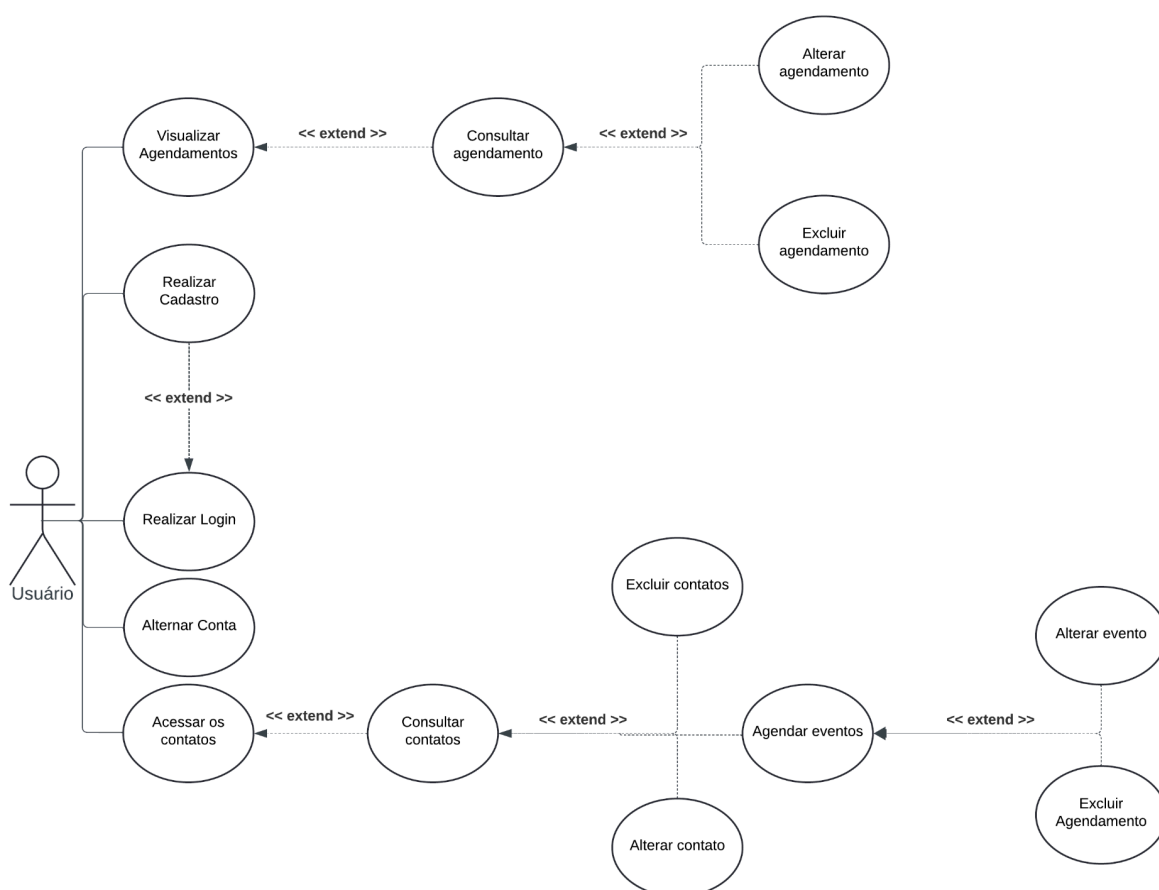 Alterar
agendamento
Visualizar
Agendamentos
<< extend >>
Consultar
agendamento
<< extend >>
Excluir
agendamento
Realizar
Cadastro
<< extend >>
Realizar Login
Usuário
Alternar Conta
Acessar os
contatos
<< extend >>
Consultar
contatos
<< extend >>
Excluir contatos
Agendar eventos
Alterar contato
<< extend >>
Alterar evento
Excluir
Agendamento